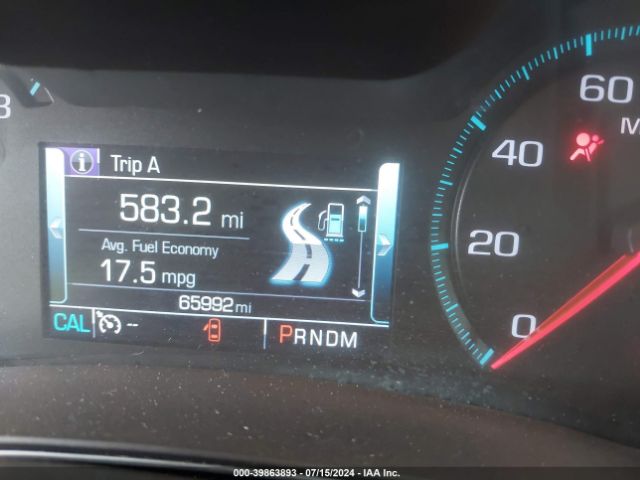 60
M
3
40
Trip A
583.2 mi
Avg. Fuel Economy
17.5 mpg
20
65992 mi
CAL -- PRNDM
0
000-39863893 - 07/15/2024 - IAA Inc.